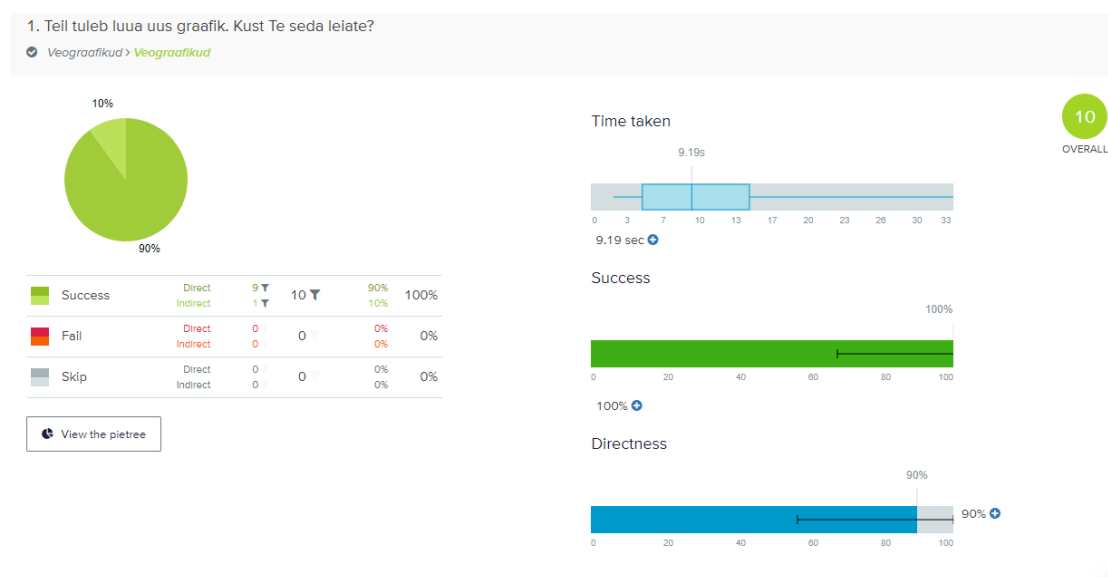 1. Teil tuleb luua uus graafik. Kust Te seda leiate?
Veograafikud > Veograafikud
10%
90%
Success Direct 9 10 90% 100%
Indirect 1 10%
Fail Direct 0 0 0% 0%
Indirect 0 0%
Skip Direct 0 0 0% 0%
Indirect 0 0%
View the pietree
Time taken
9.19s
0 3 7 10 13 17 20 23 26 30 33
9.19 sec
Success
100%
0 20 40 60 80 100
100%
Directness
90%
90%
0 20 40 60 80 100
10
OVERALL